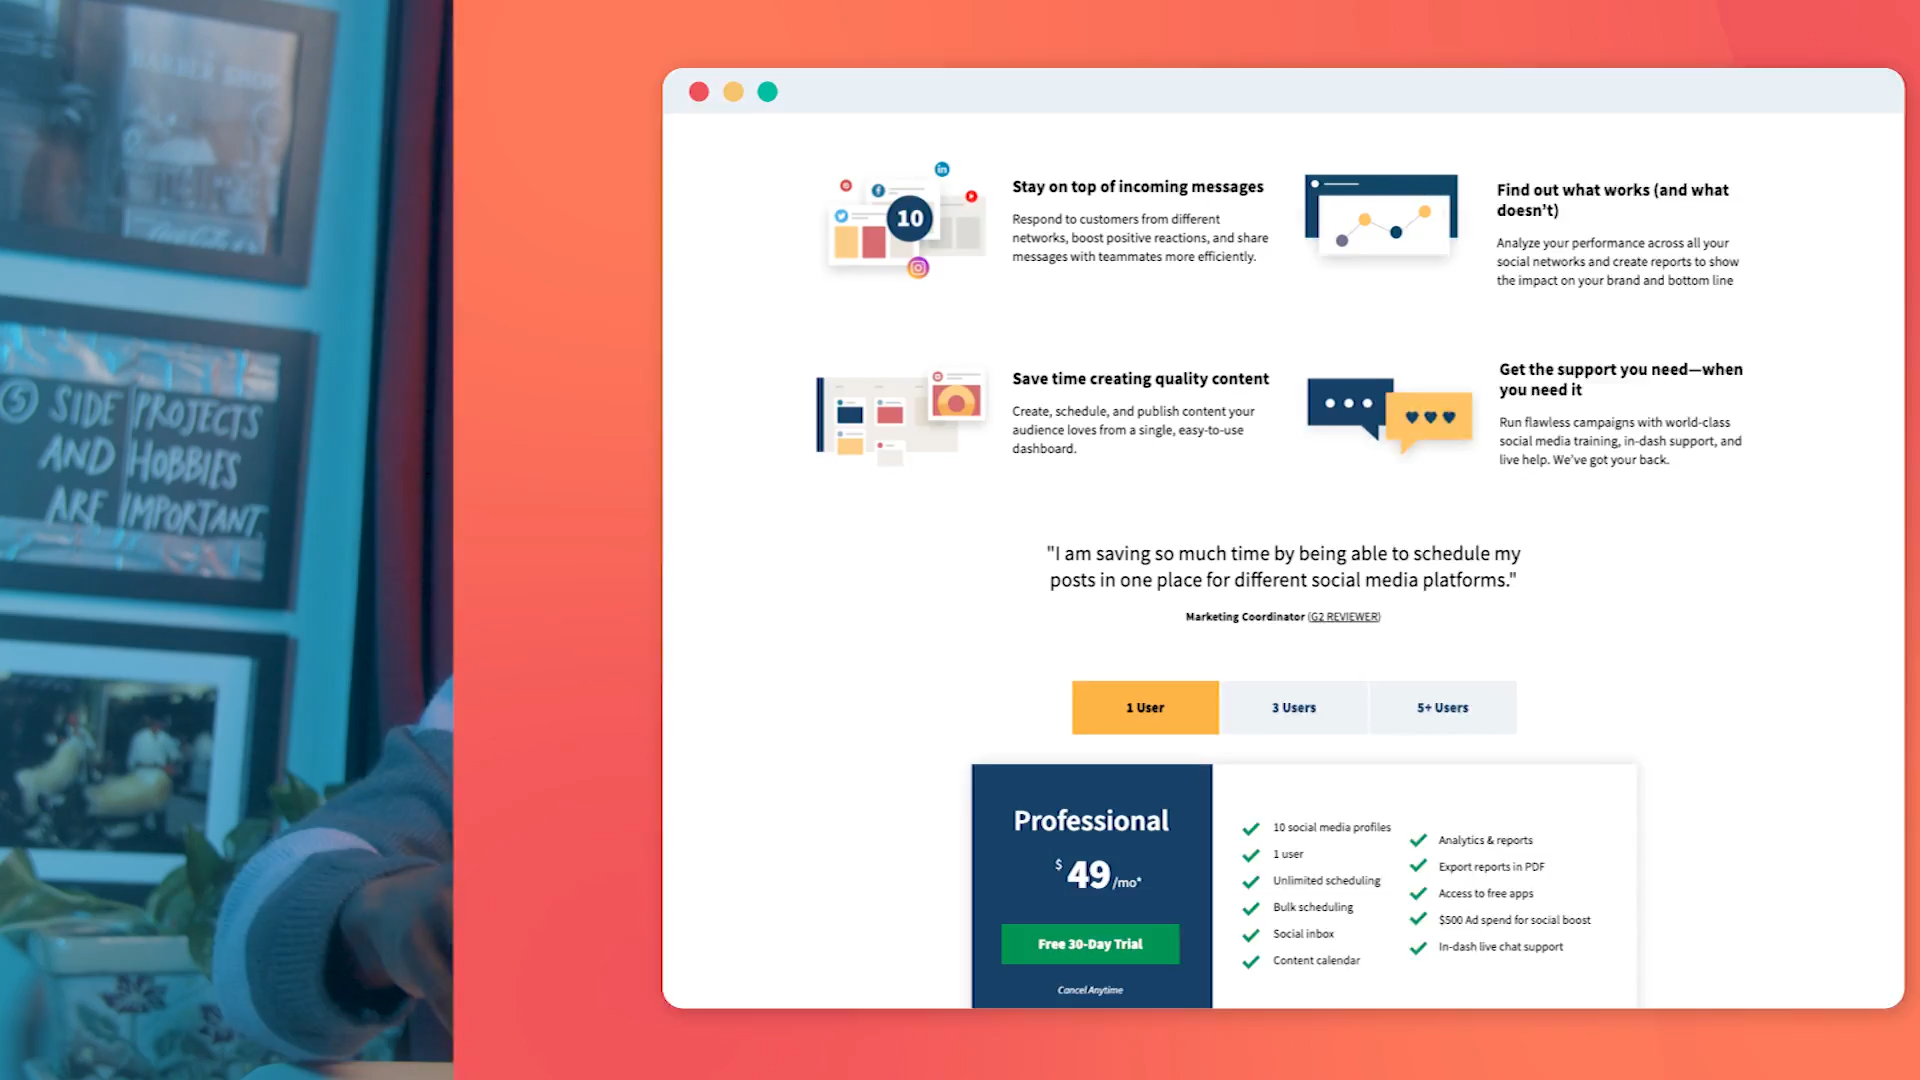 BARBER SHOP
5 SIDE PROJECTS
AND HOBBIES
ARE IMPORTANT.
10
in
Stay on top of incoming messages
Respond to customers from different
networks, boost positive reactions, and share
messages with teammates more efficiently.
Find out what works (and what
doesn't)
Analyze your performance across all your
social networks and create reports to show
the impact on your brand and bottom line
Save time creating quality content
Create, schedule, and publish content your
audience loves from a single, easy-to-use
dashboard.
Get the support you need—when
you need it
Run flawless campaigns with world-class
social media training, in-dash support, and
live help. We've got your back.
"I am saving so much time by being able to schedule my
posts in one place for different social media platforms."
Marketing Coordinator (G2 REVIEWER)
1 User
3 Users
5+ Users
Professional
$49/mo*
Free 30-Day Trial
Cancel Anytime
10 social media profiles
1 user
Unlimited scheduling
Bulk scheduling
Social inbox
Content calendar
Analytics & reports
Export reports in PDF
Access to free apps
$500 Ad spend for social boost
In-dash live chat support